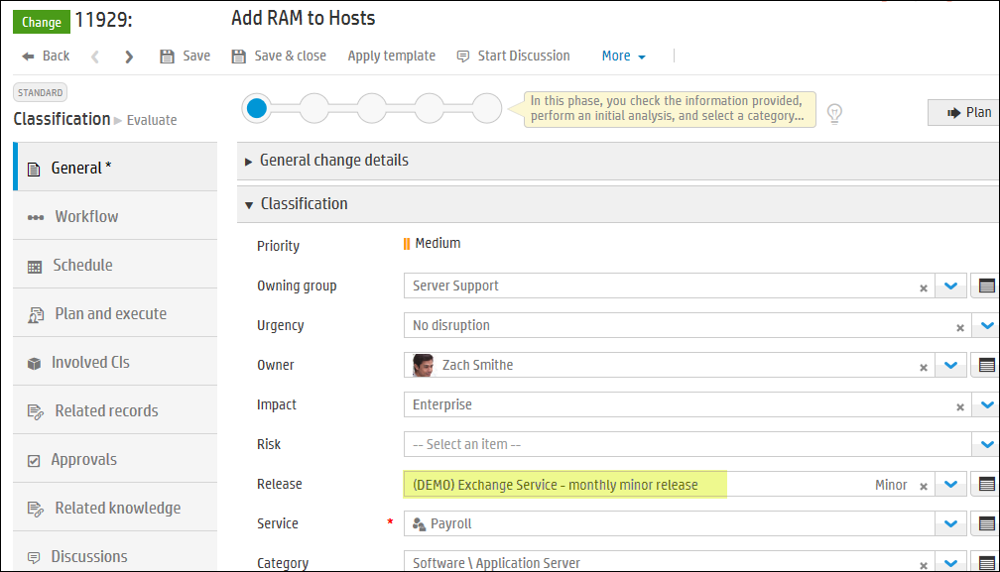 Change 11929: Add RAM to Hosts
Back Save Save & close Apply template Start Discussion More
STANDARD
Classification Evaluate
In this phase, you check the information provided,
perform an initial analysis, and select a category...
Plan
General *
Workflow
Schedule
Plan and execute
Involved CIs
Related records
Approvals
Related knowledge
Discussions
General change details
Classification
Priority Medium
Owning group Server Support
Urgency No disruption
Owner Zach Smithe
Impact Enterprise
Risk -- Select an item --
Release (DEMO) Exchange Service - monthly minor release Minor
Service * Payroll
Category Software \ Application Server